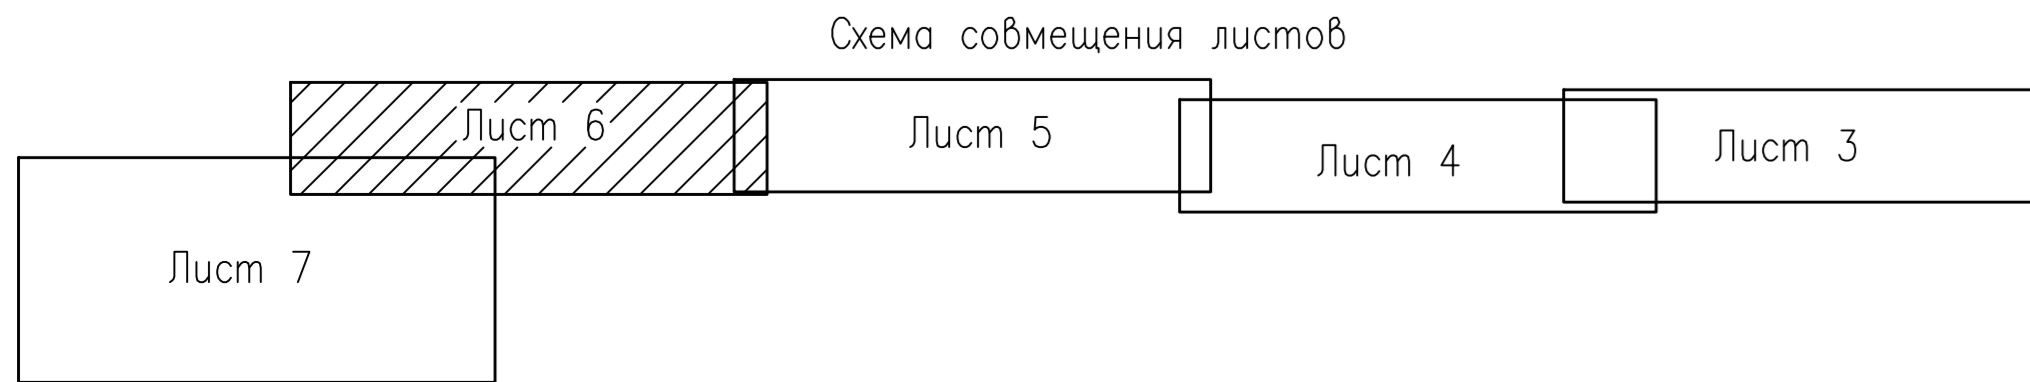 Схема совмещения листов
Лист 6
Лист 5
Лист 4
Лист 3
Лист 7